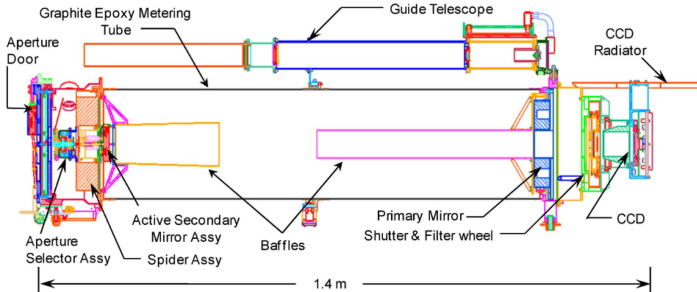 Graphite Epoxy Metering
Tube
Guide Telescope
CCD
Radiator
Aperture
Door
Active Secondary
Mirror Assy
Aperture
Selector Assy
Spider Assy
Baffles
Primary Mirror
Shutter & Filter wheel
CCD
1.4 m